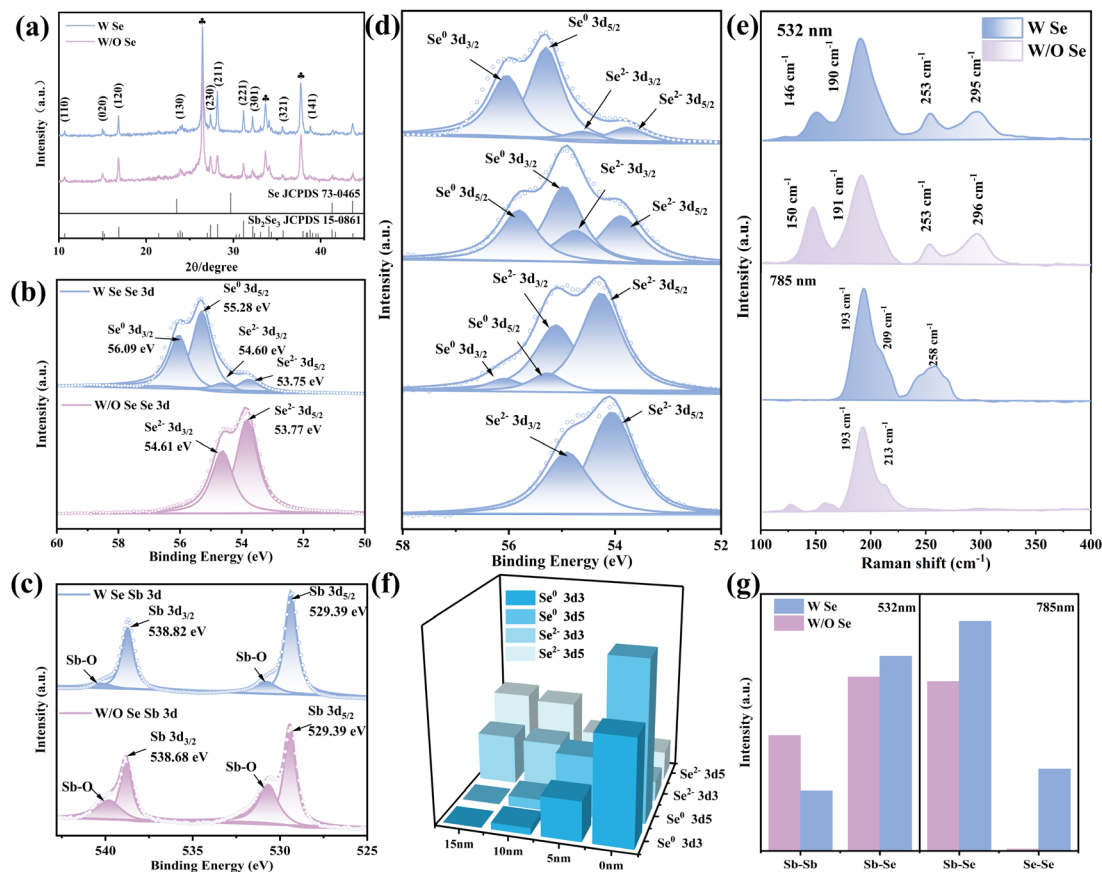 (a)
W Se
W/O Se
♣
(110)
(020)
(120)
(130)
(230)
(211)
(221)
(301)
♣
(321)
♣
(141)
Se JCPDS 73-0465
Sb₂Se₃ JCPDS 15-0861
Intensity (a.u.)
10 20 30 40
2θ/degree
(b)
W Se Se 3d
Se⁰ 3d₃/₂
56.09 eV
Se⁰ 3d₅/₂
55.28 eV
Se²⁻ 3d₃/₂
54.60 eV
Se²⁻ 3d₅/₂
53.75 eV
W/O Se Se 3d
Se²⁻ 3d₃/₂
54.61 eV
Se²⁻ 3d₅/₂
53.77 eV
Intensity (a.u.)
60 58 56 54 52 50
Binding Energy (eV)
(c)
W Se Sb 3d
Sb-O
Sb 3d₃/₂
538.82 eV
Sb-O
Sb 3d₅/₂
529.39 eV
W/O Se Sb 3d
Sb-O
Sb 3d₃/₂
538.68 eV
Sb-O
Sb 3d₅/₂
529.39 eV
Intensity (a.u.)
540 535 530 525
Binding Energy (eV)
(d)
Se⁰ 3d₃/₂
Se⁰ 3d₅/₂
Se²⁻ 3d₃/₂
Se²⁻ 3d₅/₂
Se⁰ 3d₅/₂
Se⁰ 3d₃/₂
Se²⁻ 3d₃/₂
Se²⁻ 3d₅/₂
Se²⁻ 3d₃/₂
Se²⁻ 3d₅/₂
Se⁰ 3d₅/₂
Se⁰ 3d₃/₂
Se²⁻ 3d₃/₂
Se²⁻ 3d₅/₂
Intensity (a.u.)
58 56 54 52
Binding Energy (eV)
(e)
532 nm
W Se
W/O Se
146 cm⁻¹
190 cm⁻¹
253 cm⁻¹
295 cm⁻¹
150 cm⁻¹
191 cm⁻¹
253 cm⁻¹
296 cm⁻¹
785 nm
193 cm⁻¹
209 cm⁻¹
258 cm⁻¹
193 cm⁻¹
213 cm⁻¹
Intensity (a.u.)
100 150 200 250 300 350 400
Raman shift (cm⁻¹)
(f)
Se⁰ 3d3
Se⁰ 3d5
Se²⁻ 3d3
Se²⁻ 3d5
Intensity (a.u.)
15nm
10nm
5nm
0nm
Se²⁻ 3d5
Se²⁻ 3d3
Se⁰ 3d5
Se⁰ 3d3
(g)
W Se
W/O Se
532nm
785nm
Intensity (a.u.)
Sb-Sb Sb-Se Sb-Se Se-Se